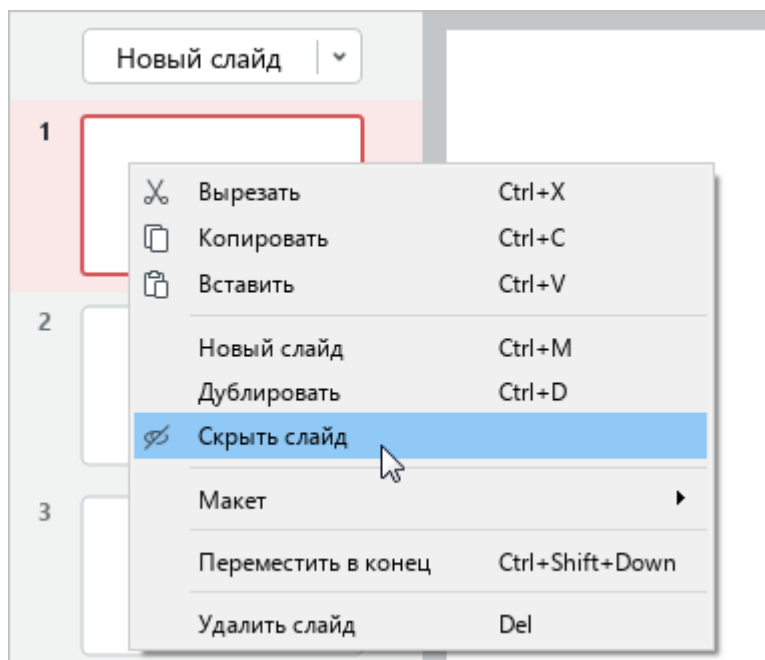 Новый слайд
1
Вырезать Ctrl+X
Копировать Ctrl+C
Вставить Ctrl+V
2
Новый слайд Ctrl+M
Дублировать Ctrl+D
Скрыть слайд
3
Макет
Переместить в конец Ctrl+Shift+Down
Удалить слайд Del